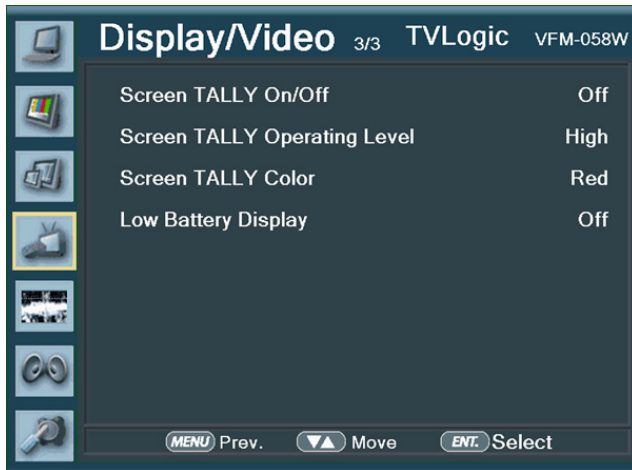 Display/Video 3/3 TVLogic VFM-058W
Screen TALLY On/Off Off
Screen TALLY Operating Level High
Screen TALLY Color Red
Low Battery Display Off
MENU Prev. ▼▲ Move ENT. Select